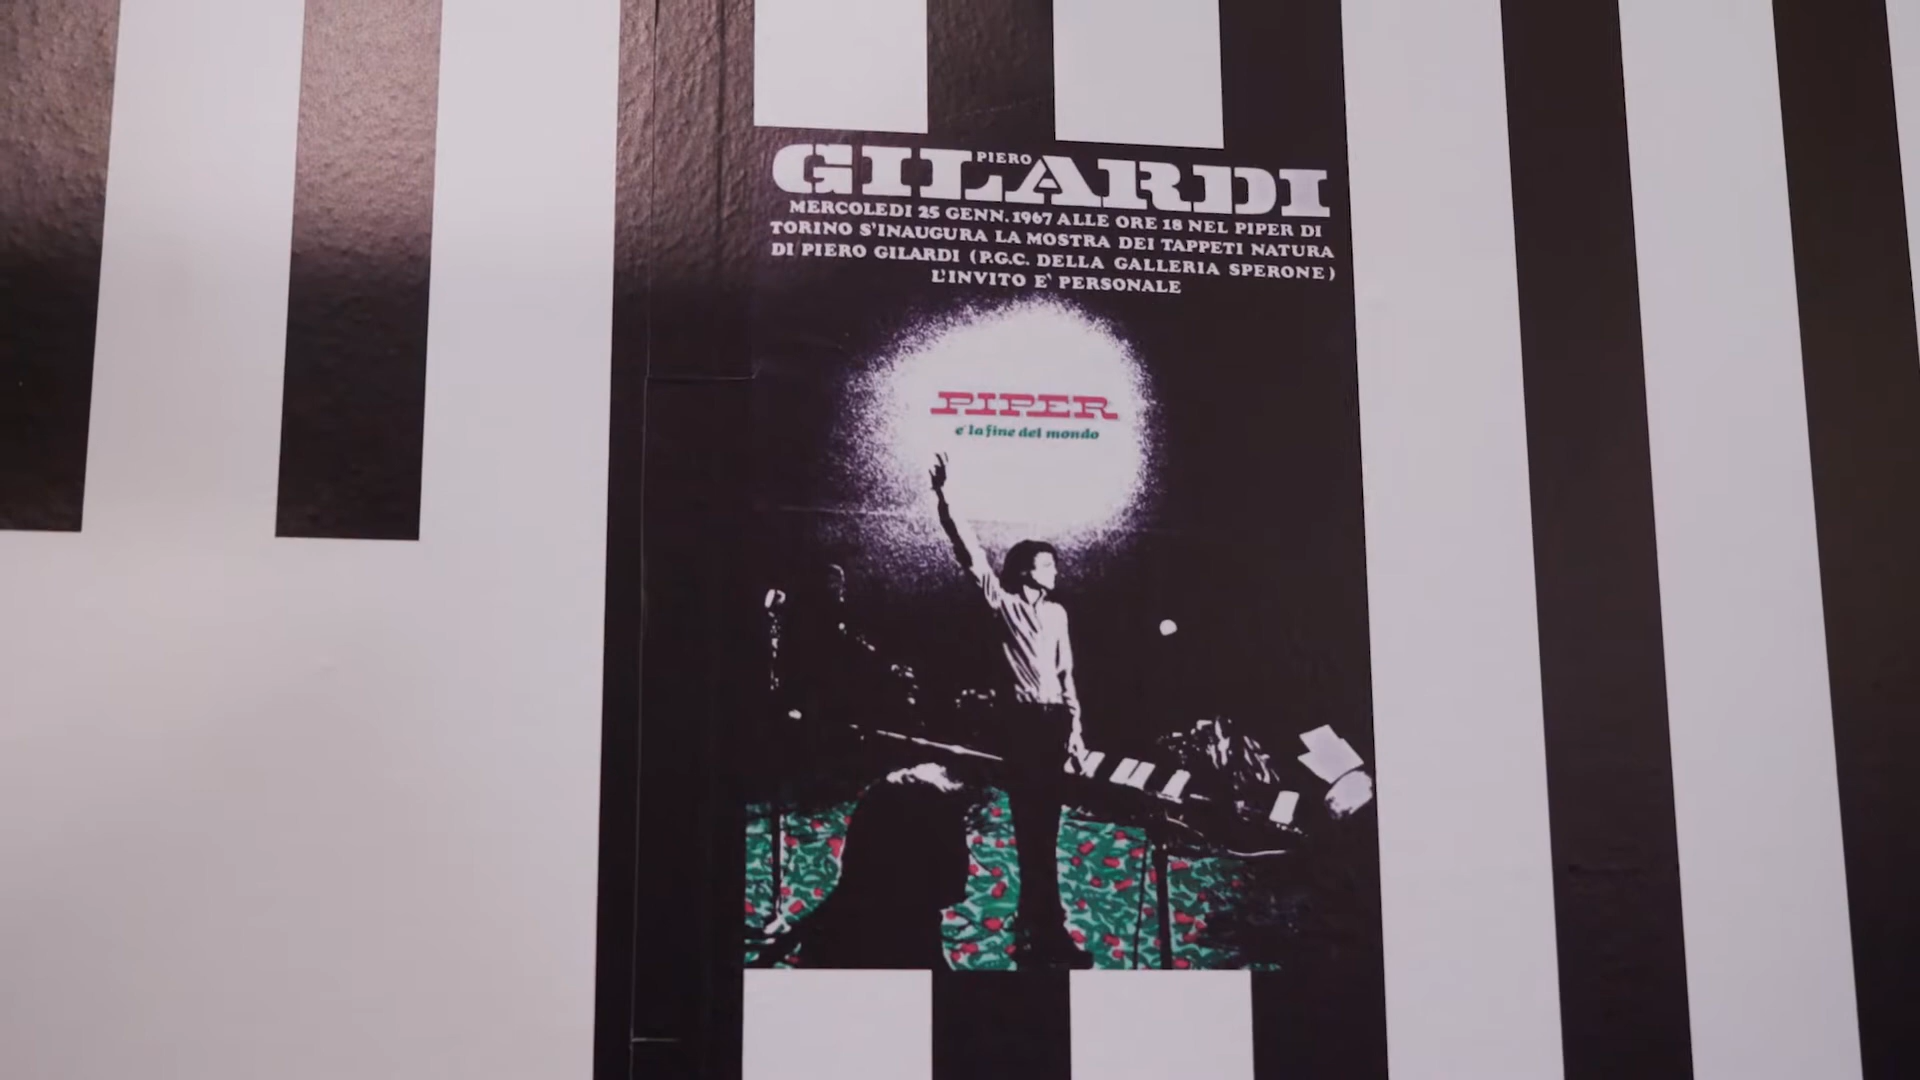 PIERO
GILARDI
MERCOLEDI 25 GENN. 1967 ALLE ORE 18 NEL PIPER DI
TORINO S'INAUGURA LA MOSTRA DEI TAPPETI NATURA
DI PIERO GILARDI (P.G.C. DELLA GALLERIA SPERONE)
L'INVITO E' PERSONALE
PIPER
e' la fine del mondo